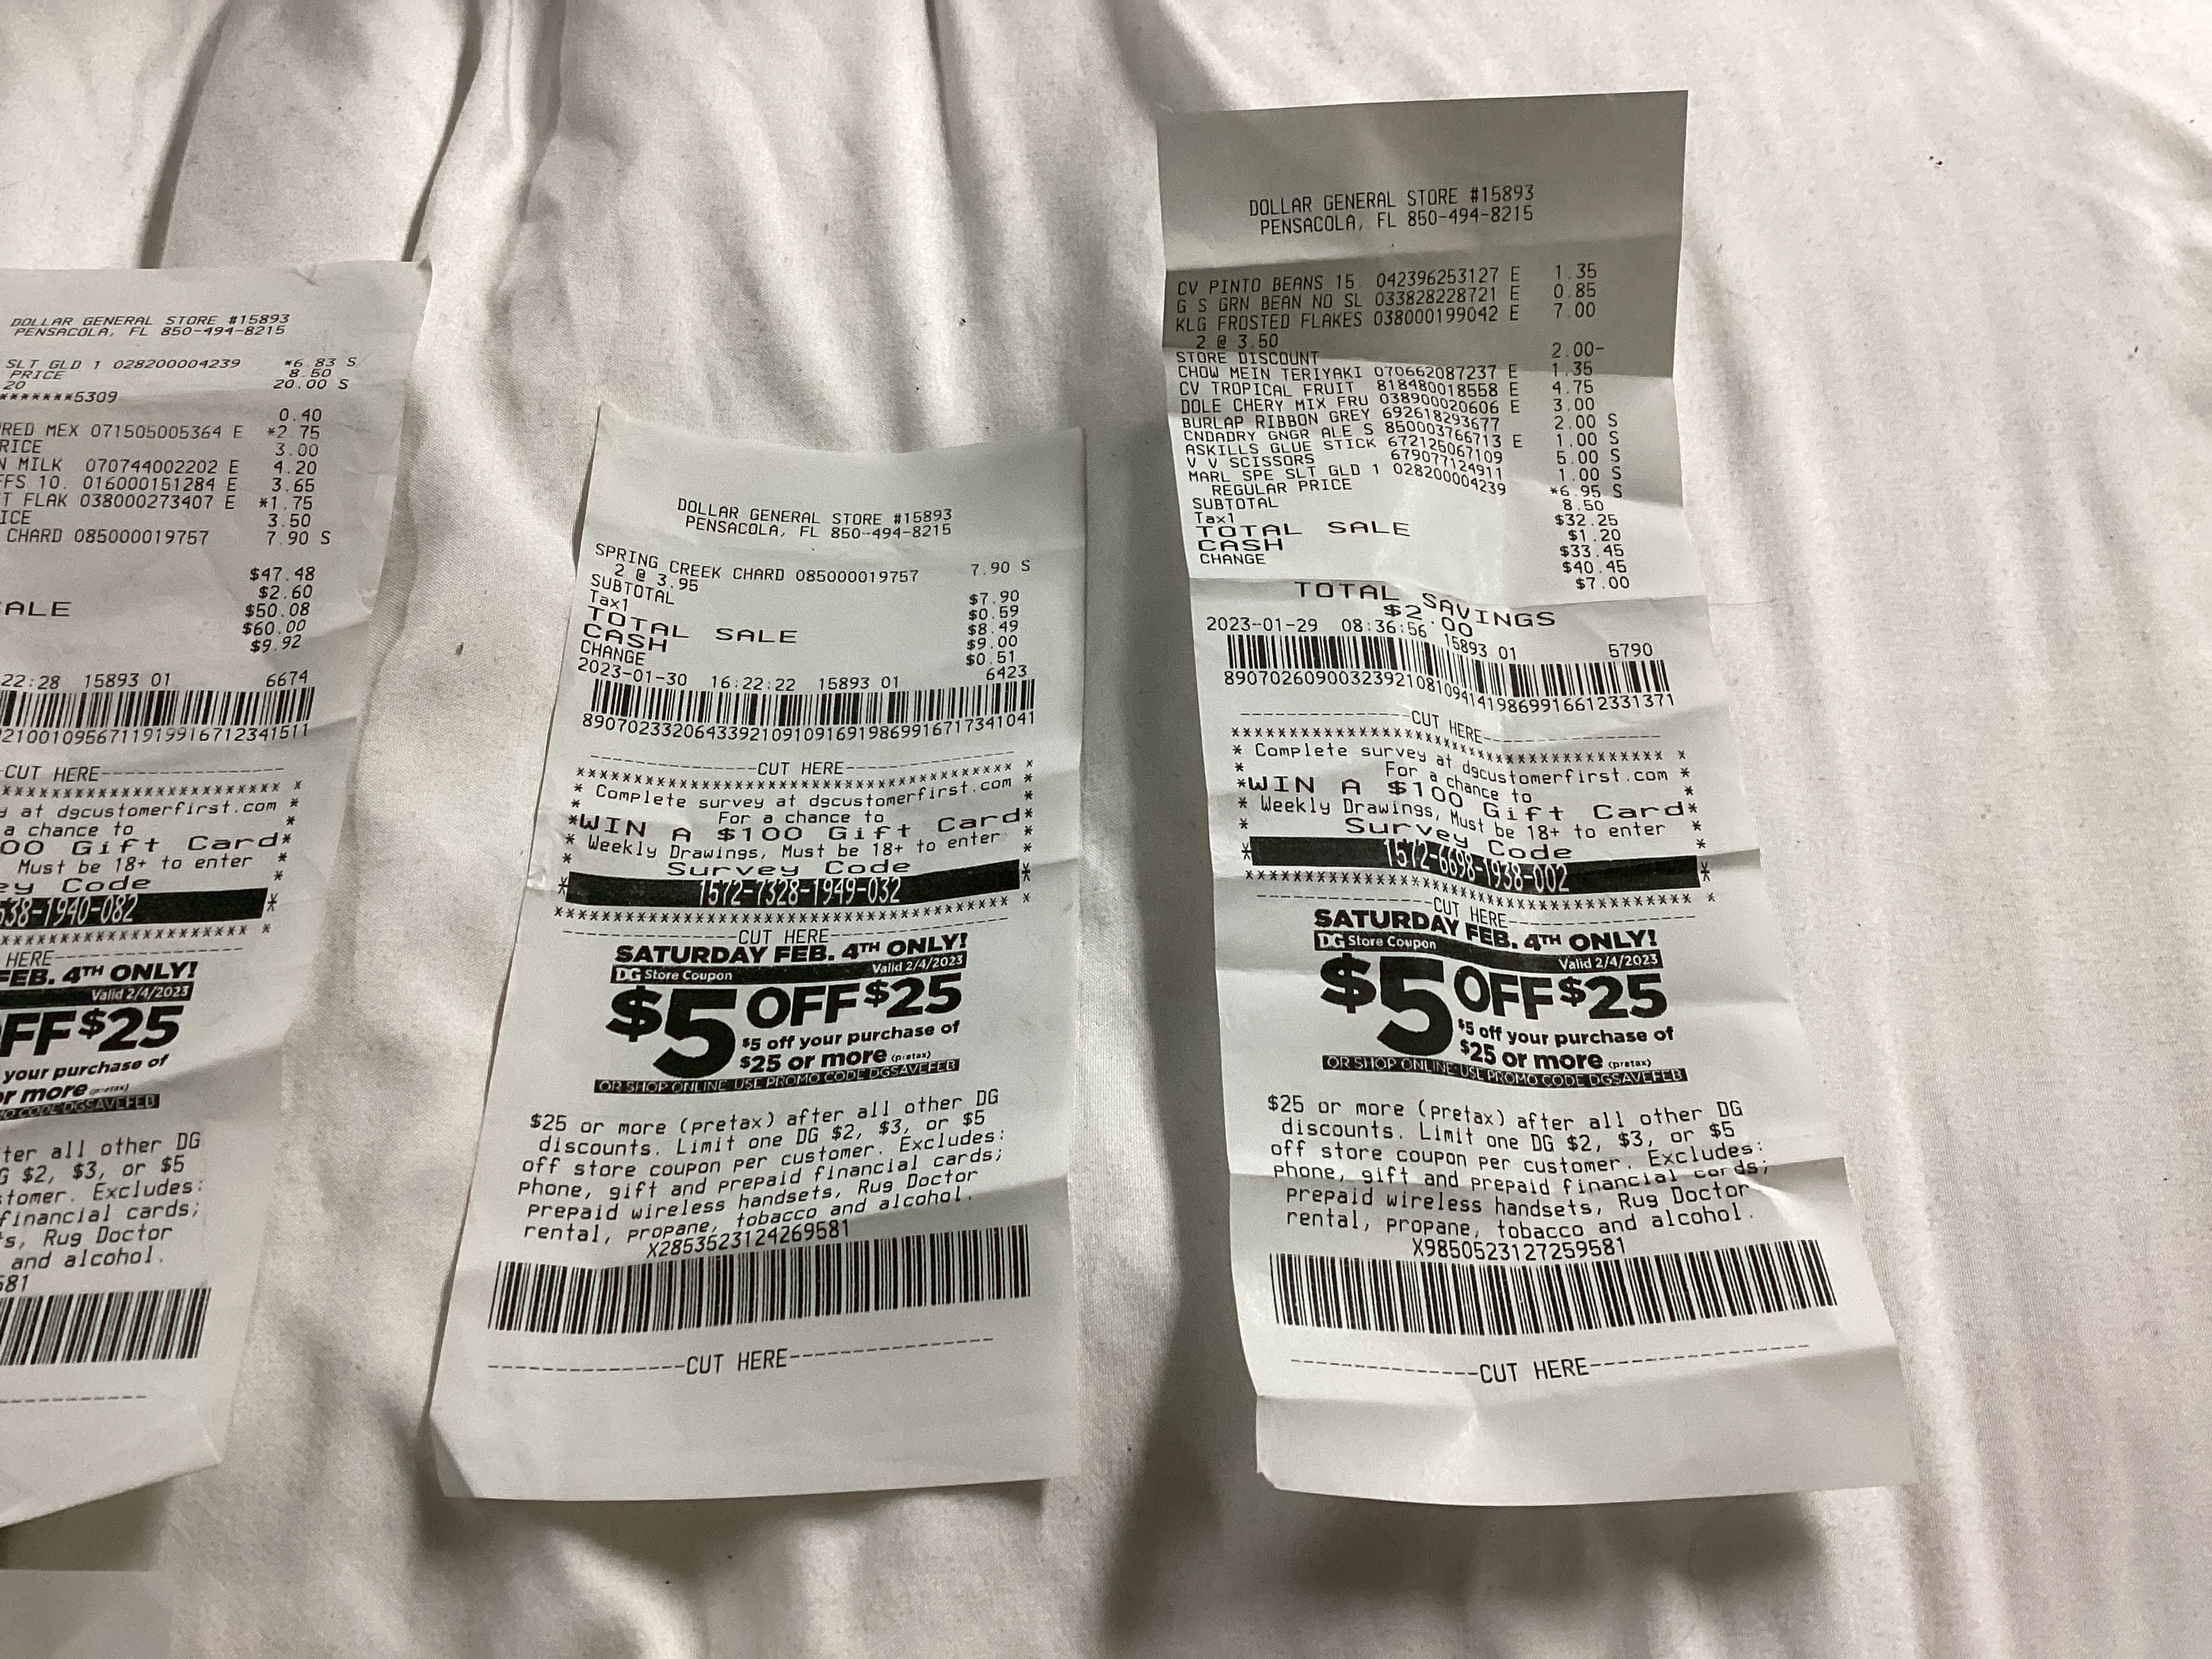 DOLLAR GENERAL STORE #15893
PENSACOLA, FL 850-494-8215
SLT GLD 1 028200004239 *6.83 S
PRICE 8.50
20 20.00 S
*******5309
0.40
RED MEX 071505005364 E *2.75
RICE 3.00
N MILK 070744002202 E 4.20
FFS 10. 016000151284 E 3.65
T FLAK 038000273407 E *1.75
ICE 3.50
CHARD 085000019757 7.90 S
$47.48
$2.60
ALE $50.08
$60.00
$9.92
22:28 15893 01 6674
2100109567119199167123415​11
CUT HERE
y at dgcustomerfirst.com
a chance to
00 Gift Card*
Must be 18+ to enter
ey Code
538-1940-082
HERE
FEB. 4TH ONLY!
Valid 2/4/2023
FF $25
your purchase of
or more (pretax)
MO CODE DGSAVEFEB
ter all other DG
G $2, $3, or $5
tomer. Excludes:
financial cards;
ts, Rug Doctor
and alcohol.
581
DOLLAR GENERAL STORE #15893
PENSACOLA, FL 850-494-8215
SPRING CREEK CHARD 085000019757 7.90 S
2 @ 3.95
SUBTOTAL $7.90
Tax1 $0.59
TOTAL SALE $8.49
CASH $9.00
CHANGE $0.51
2023-01-30 16:22:22 15893 01 6423
8907023320643392109109169198699167173​41041
CUT HERE
* Complete survey at dgcustomerfirst.com *
For a chance to
*WIN A $100 Gift Card*
* Weekly Drawings, Must be 18+ to enter *
Survey Code
1572-7328-1949-032
CUT HERE
SATURDAY FEB. 4TH ONLY!
DG Store Coupon Valid 2/4/2023
$5 OFF $25
$5 off your purchase of
$25 or more (pretax)
OR SHOP ONLINE: USE PROMO CODE DGSAVEFEB
$25 or more (pretax) after all other DG
discounts. Limit one DG $2, $3, or $5
off store coupon per customer. Excludes:
Phone, gift and prepaid financial cards;
prepaid wireless handsets, Rug Doctor
rental, propane, tobacco and alcohol.
X2853523124269581
CUT HERE
DOLLAR GENERAL STORE #15893
PENSACOLA, FL 850-494-8215
CV PINTO BEANS 15. 042396253127 E 1.35
G S GRN BEAN NO SL 033828228721 E 0.85
KLG FROSTED FLAKES 038000199042 E 7.00
2 @ 3.50
STORE DISCOUNT 2.00-
CHOW MEIN TERIYAKI 070662087237 E 1.35
CV TROPICAL FRUIT 818480018558 E 4.75
DOLE CHERY MIX FRU 038900020606 E 3.00
BURLAP RIBBON GREY 692618293677 2.00 S
CNDADRY GNGR ALE S 850003766713 E 1.00 S
ASKILLS GLUE STICK 672125067109 5.00 S
V V SCISSORS 679077124911 1.00 S
MARL SPE SLT GLD 1 028200004239 *6.95 S
REGULAR PRICE 8.50
SUBTOTAL $32.25
Tax1 $1.20
TOTAL SALE $33.45
CASH $40.45
CHANGE $7.00
TOTAL SAVINGS
$2.00
2023-01-29 08:36:56 15893 01 5790
8907026090032392108109414198699166123​31371
CUT HERE
* Complete survey at dgcustomerfirst.com *
For a chance to
*WIN A $100 Gift Card*
* Weekly Drawings, Must be 18+ to enter *
Survey Code
1572-6698-1938-002
CUT HERE
SATURDAY FEB. 4TH ONLY!
DG Store Coupon Valid 2/4/2023
$5 OFF $25
$5 off your purchase of
$25 or more (pretax)
OR SHOP ONLINE: USE PROMO CODE DGSAVEFEB
$25 or more (pretax) after all other DG
discounts. Limit one DG $2, $3, or $5
off store coupon per customer. Excludes:
Phone, gift and prepaid financial cards;
prepaid wireless handsets, Rug Doctor
rental, propane, tobacco and alcohol.
X9850523127259581
CUT HERE